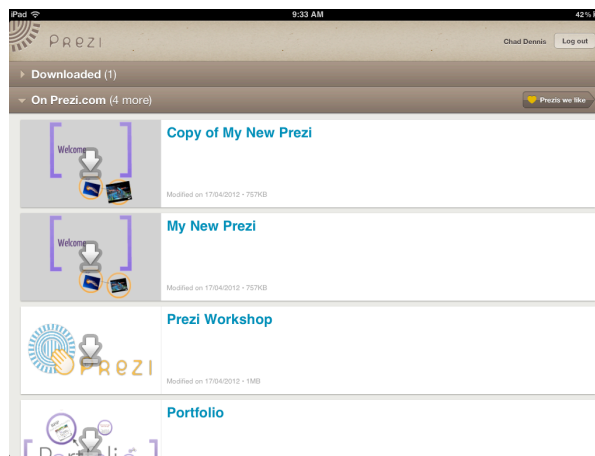 iPad 9:33 AM 42%
PREZI Chad Dennis Log out
Downloaded (1)
On Prezi.com (4 more) Prezis we like
Copy of My New Prezi
Welcome
Modified on 17/04/2012 - 757KB
My New Prezi
Welcome
Modified on 17/04/2012 - 757KB
Prezi Workshop
PREZI
Modified on 17/04/2012 - 1MB
Portfolio
Portfolio